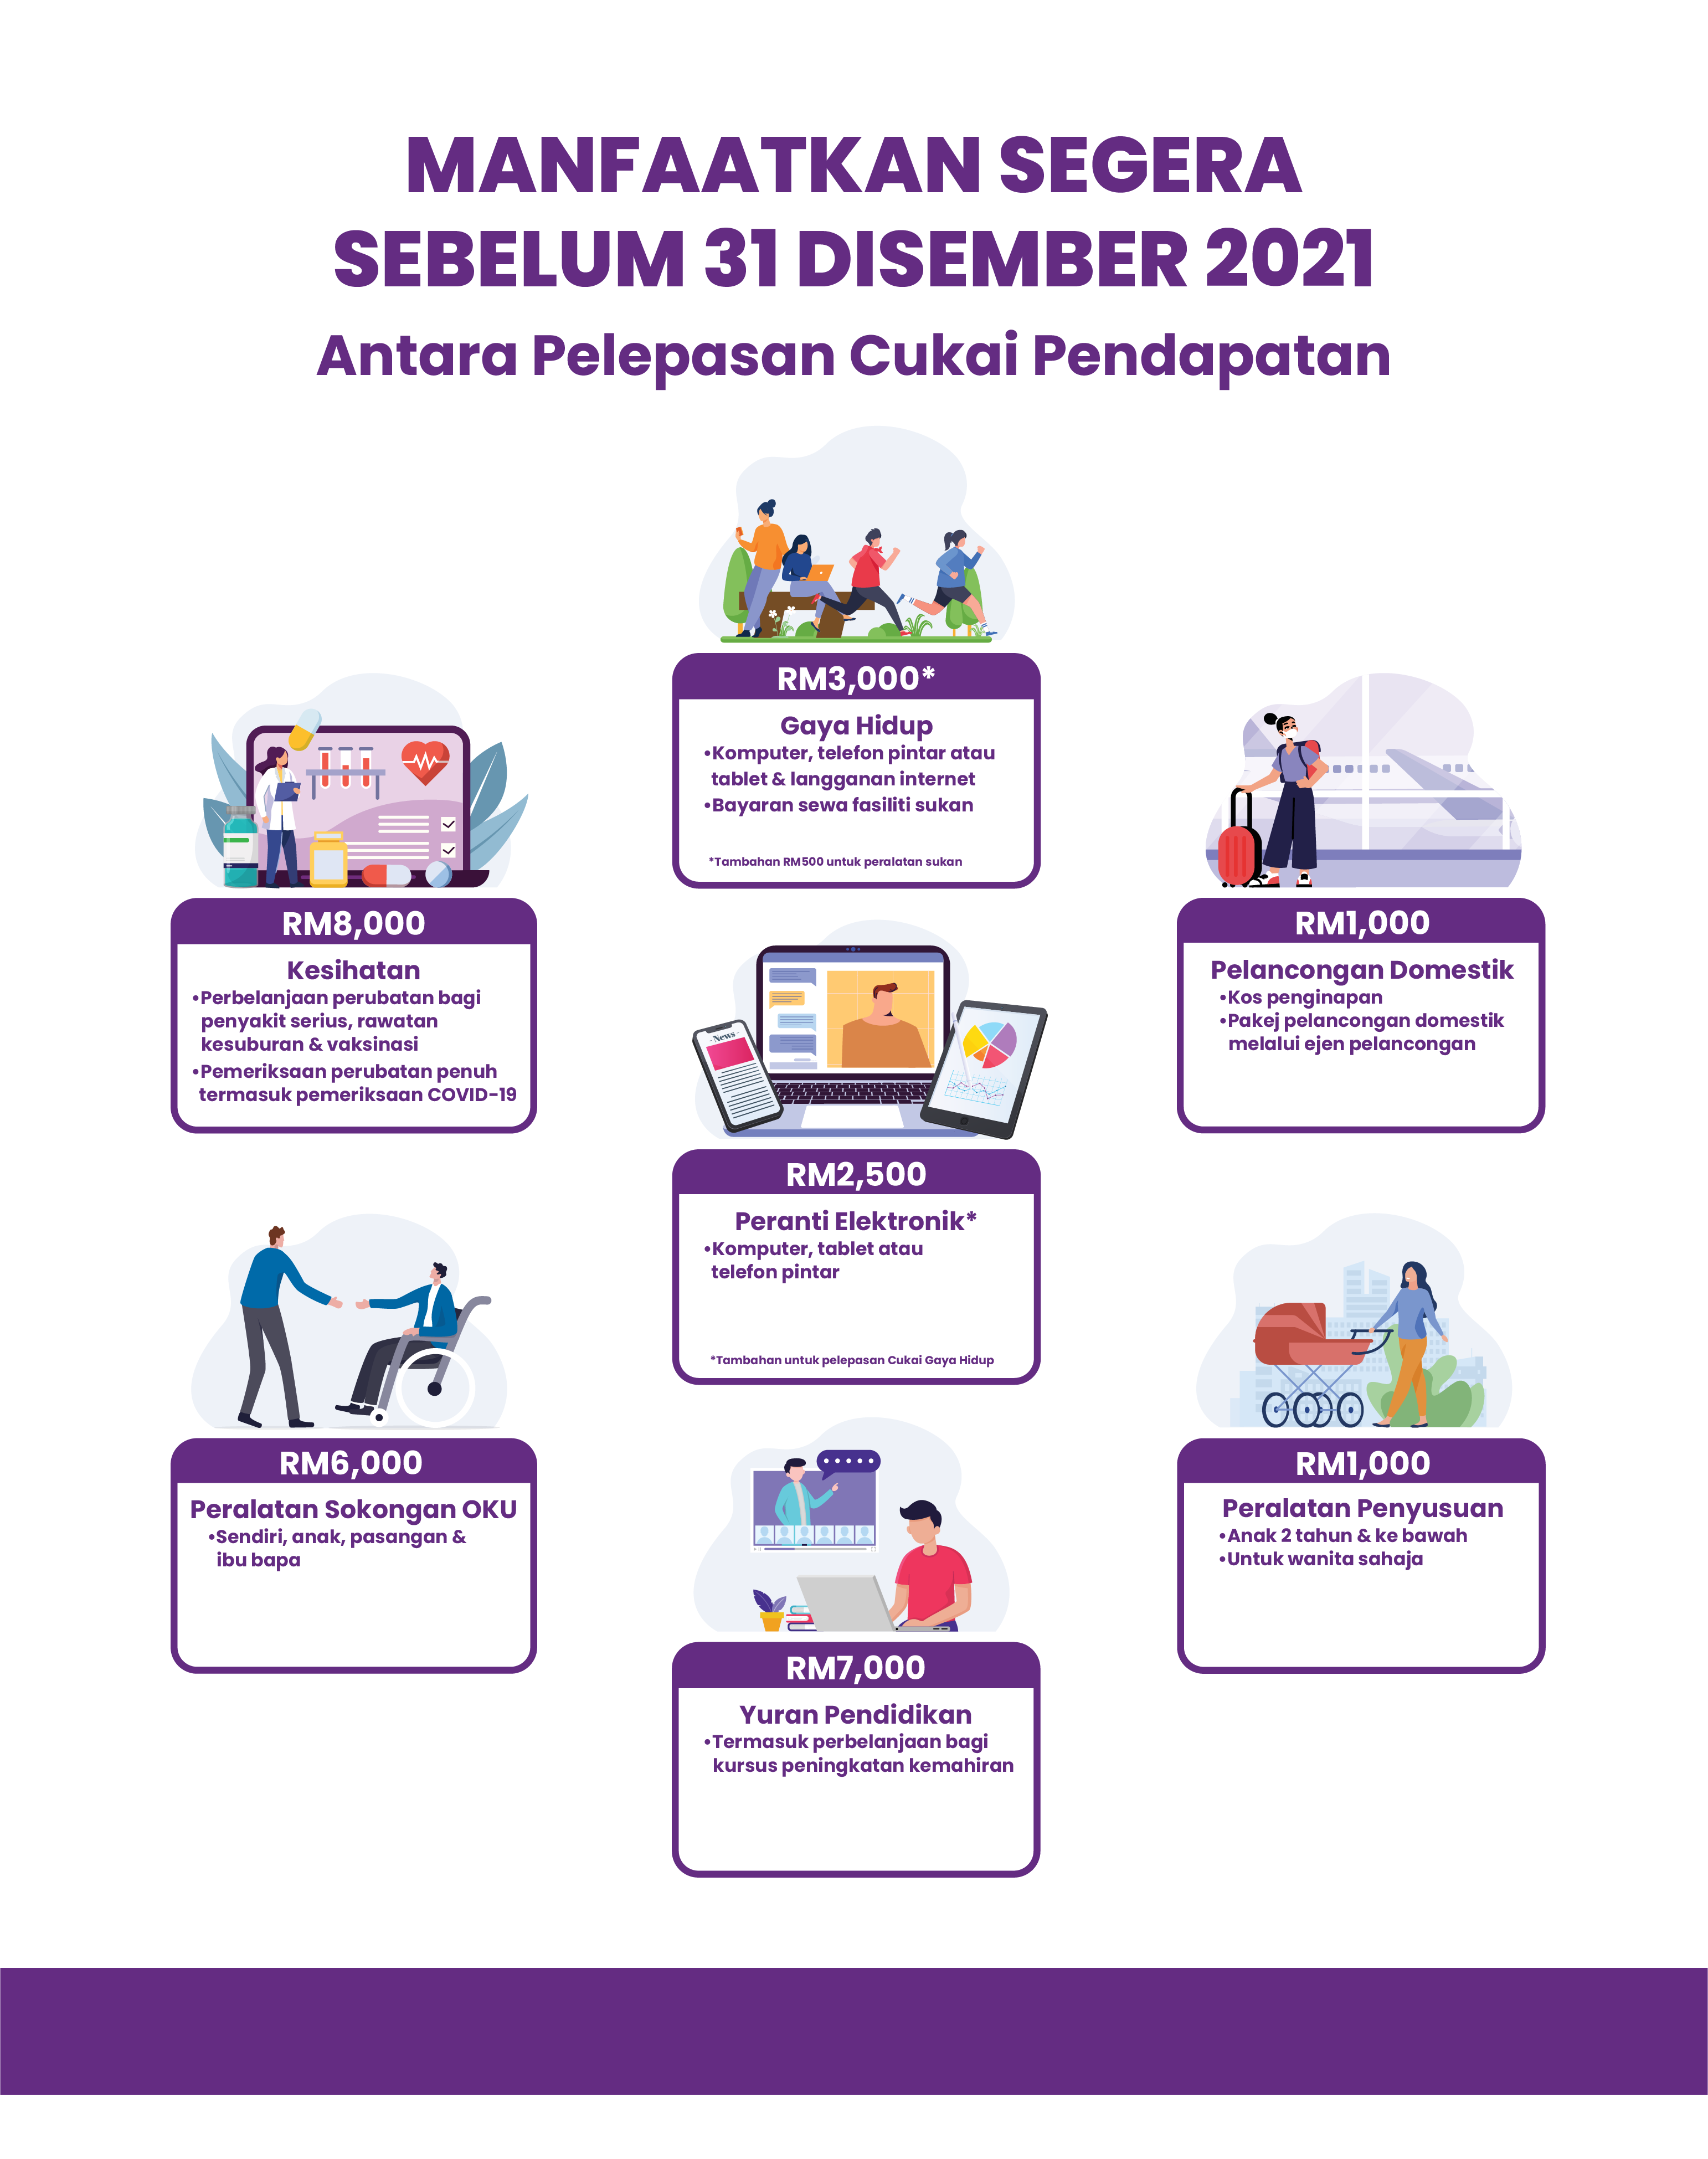 MANFAATKAN SEGERA
SEBELUM 31 DISEMBER 2021
Antara Pelepasan Cukai Pendapatan
RM3,000*
Gaya Hidup
•Komputer, telefon pintar atau
tablet & langganan internet
•Bayaran sewa fasiliti sukan
*Tambahan RM500 untuk peralatan sukan
RM8,000
Kesihatan
•Perbelanjaan perubatan bagi
penyakit serius, rawatan
kesuburan & vaksinasi
•Pemeriksaan perubatan penuh
termasuk pemeriksaan COVID-19
RM1,000
Pelancongan Domestik
•Kos penginapan
•Pakej pelancongan domestik
melalui ejen pelancongan
- News -
RM2,500
Peranti Elektronik*
•Komputer, tablet atau
telefon pintar
*Tambahan untuk pelepasan Cukai Gaya Hidup
RM6,000
Peralatan Sokongan OKU
•Sendiri, anak, pasangan &
ibu bapa
RM1,000
Peralatan Penyusuan
•Anak 2 tahun & ke bawah
•Untuk wanita sahaja
RM7,000
Yuran Pendidikan
•Termasuk perbelanjaan bagi
kursus peningkatan kemahiran